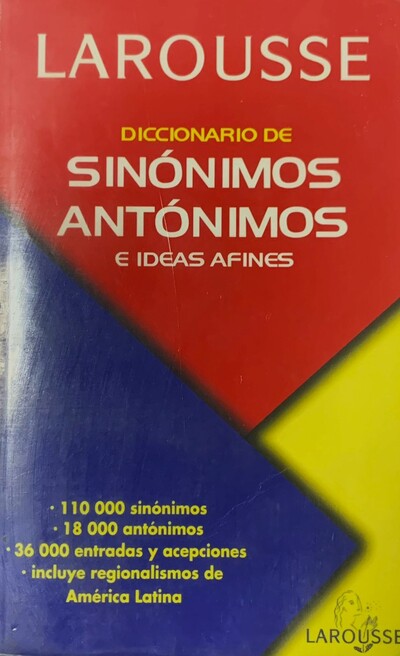 LAROUSSE
DICCIONARIO DE
SINÓNIMOS
ANTÓNIMOS
E IDEAS AFINES
· 110 000 sinónimos
· 18 000 antónimos
· 36 000 entradas y acepciones
· incluye regionalismos de
América Latina
LAROUSSE